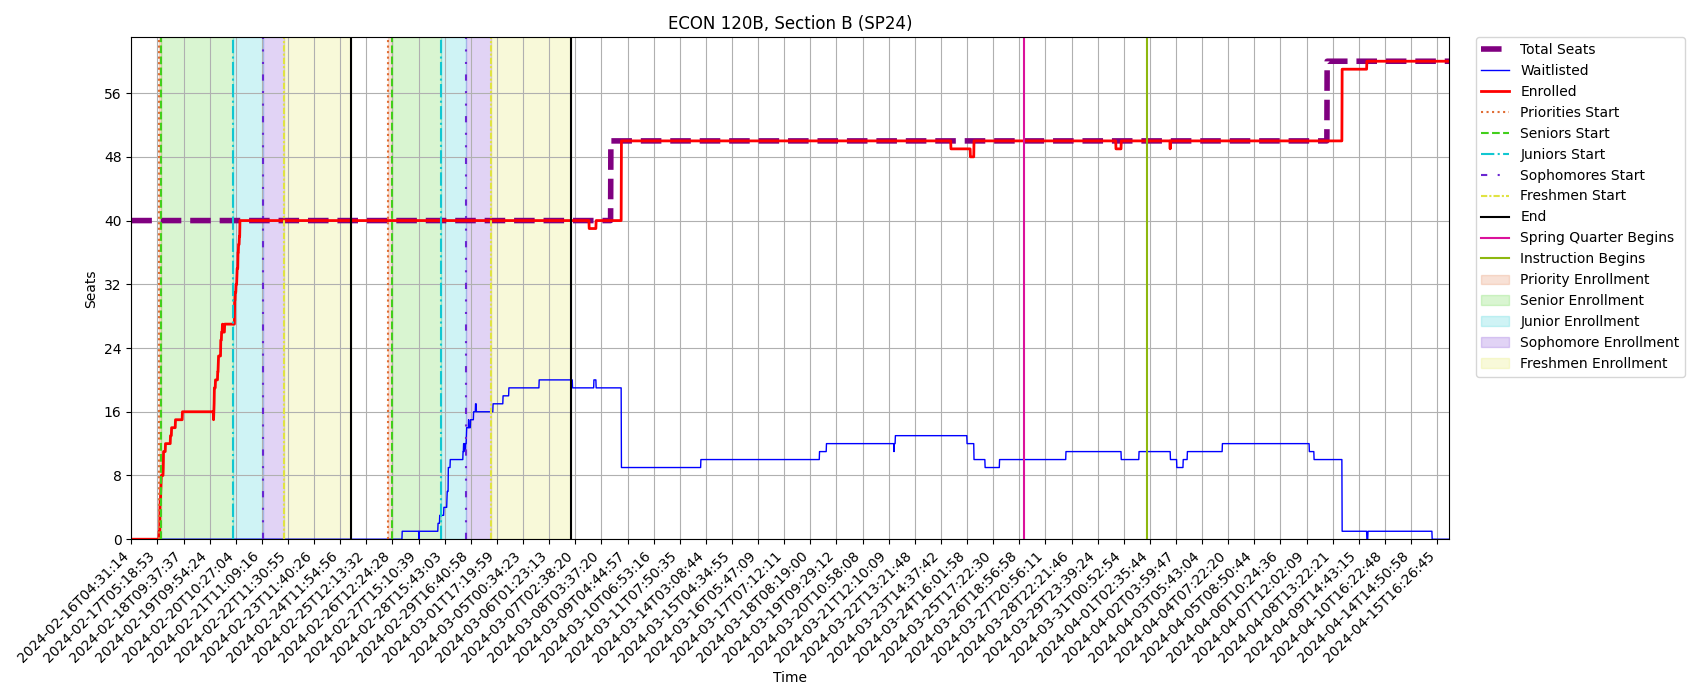 ECON 120B, Section B (SP24)
Seats
56
48
40
32
24
16
8
0
2024-02-16T04:31:14
2024-02-17T05:18:53
2024-02-18T09:37:37
2024-02-19T09:54:24
2024-02-20T10:27:04
2024-02-21T11:09:16
2024-02-22T11:30:55
2024-02-23T11:40:26
2024-02-24T11:54:56
2024-02-25T12:13:32
2024-02-26T12:24:28
2024-02-27T15:10:39
2024-02-28T15:43:03
2024-02-29T16:40:58
2024-03-01T17:19:59
2024-03-05T00:34:23
2024-03-06T01:23:13
2024-03-07T02:38:20
2024-03-08T03:37:20
2024-03-09T04:44:57
2024-03-10T06:53:16
2024-03-11T07:50:35
2024-03-14T03:08:44
2024-03-15T04:34:55
2024-03-16T05:47:09
2024-03-17T07:12:11
2024-03-18T08:19:00
2024-03-19T09:29:12
2024-03-20T10:58:08
2024-03-21T12:10:09
2024-03-22T13:21:48
2024-03-23T14:37:42
2024-03-24T16:01:58
2024-03-25T17:22:30
2024-03-26T18:56:58
2024-03-27T20:56:11
2024-03-28T22:21:46
2024-03-29T23:39:24
2024-03-31T00:52:54
2024-04-01T02:35:44
2024-04-02T03:59:47
2024-04-03T05:43:04
2024-04-04T07:22:20
2024-04-05T08:50:44
2024-04-06T10:24:36
2024-04-07T12:02:09
2024-04-08T13:22:21
2024-04-09T14:43:15
2024-04-10T16:22:48
2024-04-14T14:50:58
2024-04-15T16:26:45
Time
Total Seats
Waitlisted
Enrolled
Priorities Start
Seniors Start
Juniors Start
Sophomores Start
Freshmen Start
End
Spring Quarter Begins
Instruction Begins
Priority Enrollment
Senior Enrollment
Junior Enrollment
Sophomore Enrollment
Freshmen Enrollment